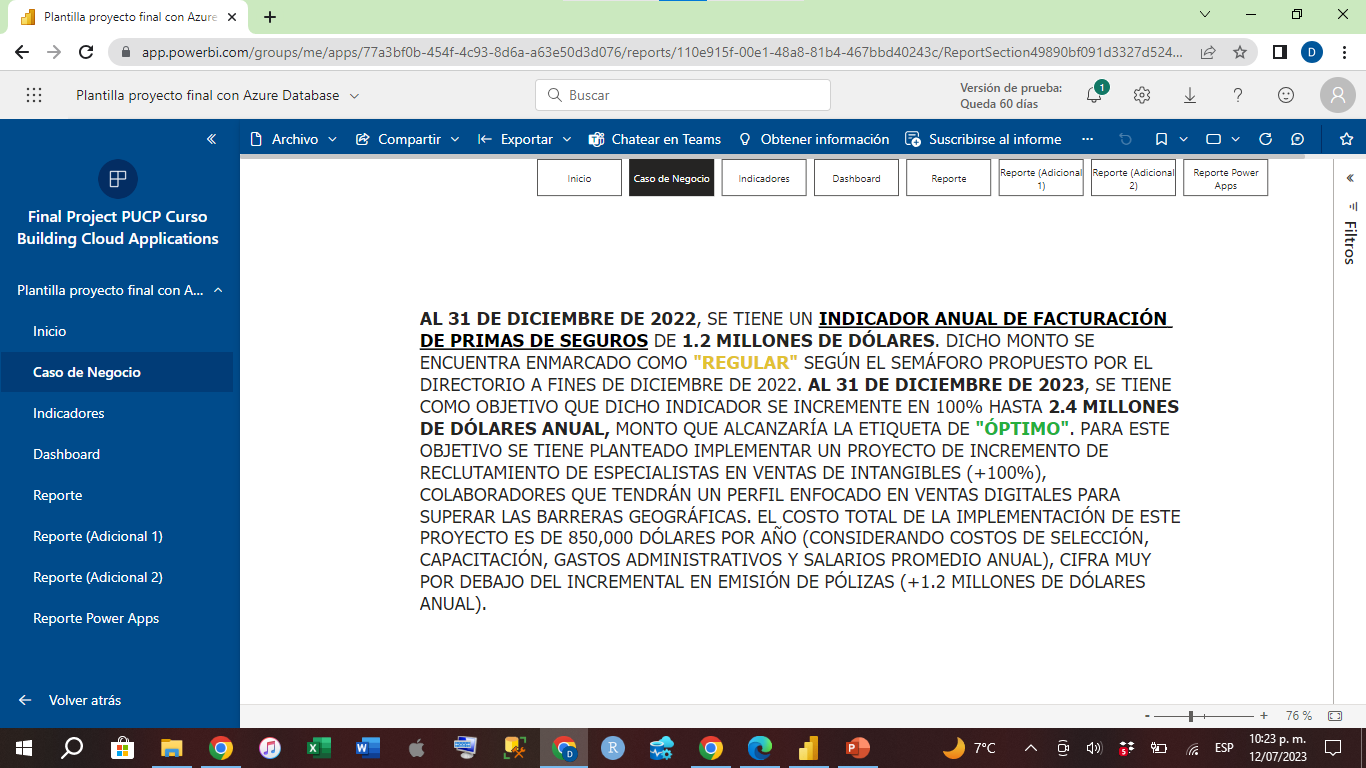 Plantilla proyecto final con Azure
app.powerbi.com/groups/me/apps/77a3bf0b-454f-4c93-8d6a-a63e50d3d076/reports/110e915f-00e1-48a8-81b4-467bbd40243c/ReportSection49890bf091d3327d524...
D
Plantilla proyecto final con Azure Database
Buscar
Versión de prueba:
Queda 60 días
1
Archivo
Compartir
Exportar
Chatear en Teams
Obtener información
Suscribirse al informe
Final Project PUCP Curso
Building Cloud Applications
Plantilla proyecto final con A...
Inicio
Caso de Negocio
Indicadores
Dashboard
Reporte
Reporte (Adicional 1)
Reporte (Adicional 2)
Reporte Power Apps
Volver atrás
Inicio
Caso de Negocio
Indicadores
Dashboard
Reporte
Reporte (Adicional
1)
Reporte (Adicional
2)
Reporte Power
Apps
Filtros
AL 31 DE DICIEMBRE DE 2022, SE TIENE UN INDICADOR ANUAL DE FACTURACIÓN
DE PRIMAS DE SEGUROS DE 1.2 MILLONES DE DÓLARES. DICHO MONTO SE
ENCUENTRA ENMARCADO COMO "REGULAR" SEGÚN EL SEMÁFORO PROPUESTO POR EL
DIRECTORIO A FINES DE DICIEMBRE DE 2022. AL 31 DE DICIEMBRE DE 2023, SE TIENE
COMO OBJETIVO QUE DICHO INDICADOR SE INCREMENTE EN 100% HASTA 2.4 MILLONES
DE DÓLARES ANUAL, MONTO QUE ALCANZARÍA LA ETIQUETA DE "ÓPTIMO". PARA ESTE
OBJETIVO SE TIENE PLANTEADO IMPLEMENTAR UN PROYECTO DE INCREMENTO DE
RECLUTAMIENTO DE ESPECIALISTAS EN VENTAS DE INTANGIBLES (+100%),
COLABORADORES QUE TENDRÁN UN PERFIL ENFOCADO EN VENTAS DIGITALES PARA
SUPERAR LAS BARRERAS GEOGRÁFICAS. EL COSTO TOTAL DE LA IMPLEMENTACIÓN DE ESTE
PROYECTO ES DE 850,000 DÓLARES POR AÑO (CONSIDERANDO COSTOS DE SELECCIÓN,
CAPACITACIÓN, GASTOS ADMINISTRATIVOS Y SALARIOS PROMEDIO ANUAL), CIFRA MUY
POR DEBAJO DEL INCREMENTAL EN EMISIÓN DE PÓLIZAS (+1.2 MILLONES DE DÓLARES
ANUAL).
- + 76 %
7°C
ESP
10:23 p. m.
12/07/2023